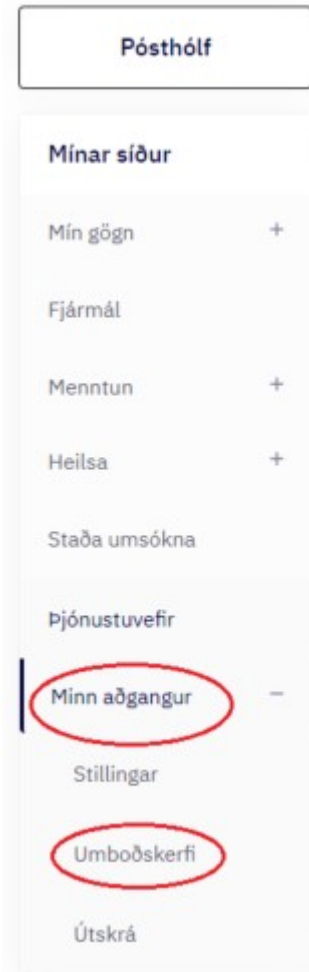 Pósthólf
Mínar síður
Mín gögn +
Fjármál
Menntun +
Heilsa +
Staða umsókna
Þjónustuvefir
Minn aðgangur –
Stillingar
Umboðskerfi
Útskrá